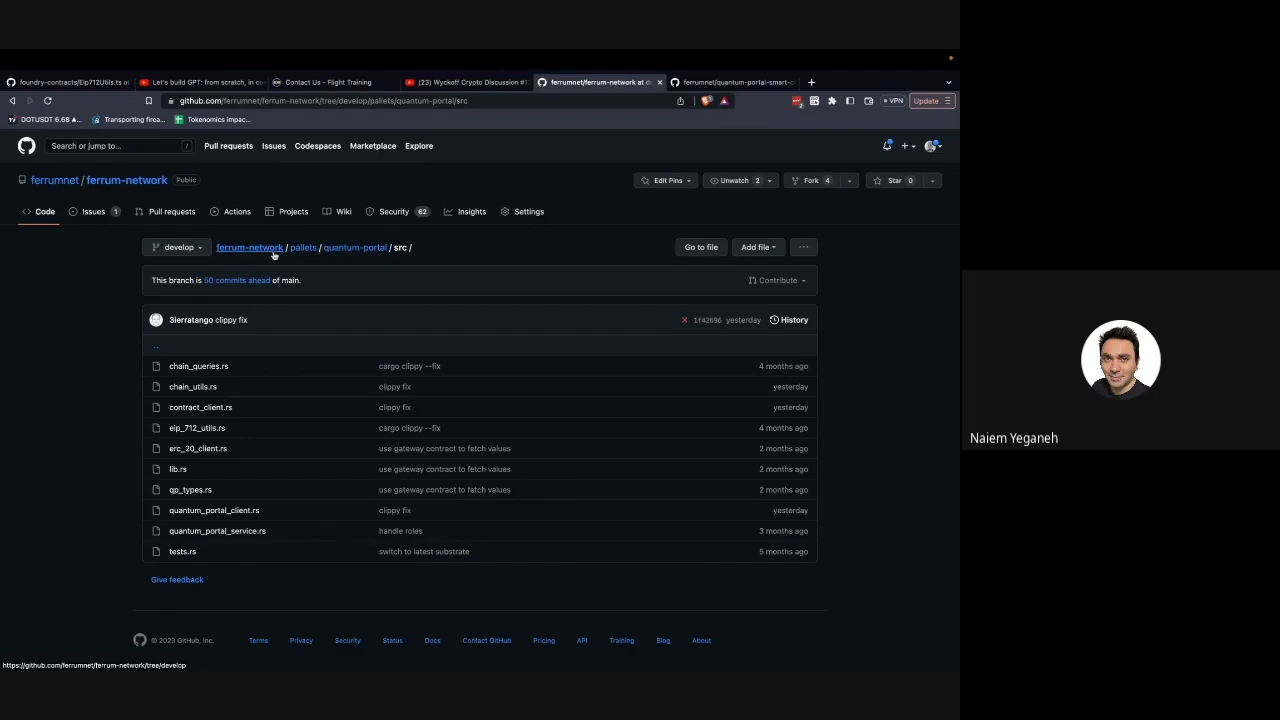 foundry-contracts/Eip712Utils.ts a
Let's build GPT: from scratch, in co
Contact Us - Flight Training
(23) Wyckoff Crypto Discussion #1
ferrumnet/ferrum-network at d
ferrumnet/quantum-portal-smart-c
github.com/ferrumnet/ferrum-network/tree/develop/pallets/quantum-portal/src
VPN
Update
DOTUSDT 6.68 ▲...
Transporting firea...
Tokenomics impac...
Search or jump to...
/
Pull requests
Issues
Codespaces
Marketplace
Explore
ferrumnet / ferrum-network
Public
Edit Pins
Unwatch 2
Fork 4
Star 0
Code
Issues 1
Pull requests
Actions
Projects
Wiki
Security 62
Insights
Settings
develop
ferrum-network / pallets / quantum-portal / src /
Go to file
Add file
...
This branch is 50 commits ahead of main.
Contribute
3ierratango clippy fix
1f42696 yesterday
History
..
chain_queries.rs cargo clippy --fix 4 months ago
chain_utils.rs clippy fix yesterday
contract_client.rs clippy fix yesterday
eip_712_utils.rs cargo clippy --fix 4 months ago
erc_20_client.rs use gateway contract to fetch values 2 months ago
lib.rs use gateway contract to fetch values 2 months ago
qp_types.rs use gateway contract to fetch values 2 months ago
quantum_portal_client.rs clippy fix yesterday
quantum_portal_service.rs handle roles 3 months ago
tests.rs switch to latest substrate 5 months ago
Give feedback
© 2023 GitHub, Inc.
Terms
Privacy
Security
Status
Docs
Contact GitHub
Pricing
API
Training
Blog
About
https://github.com/ferrumnet/ferrum-network/tree/develop
Naiem Yeganeh